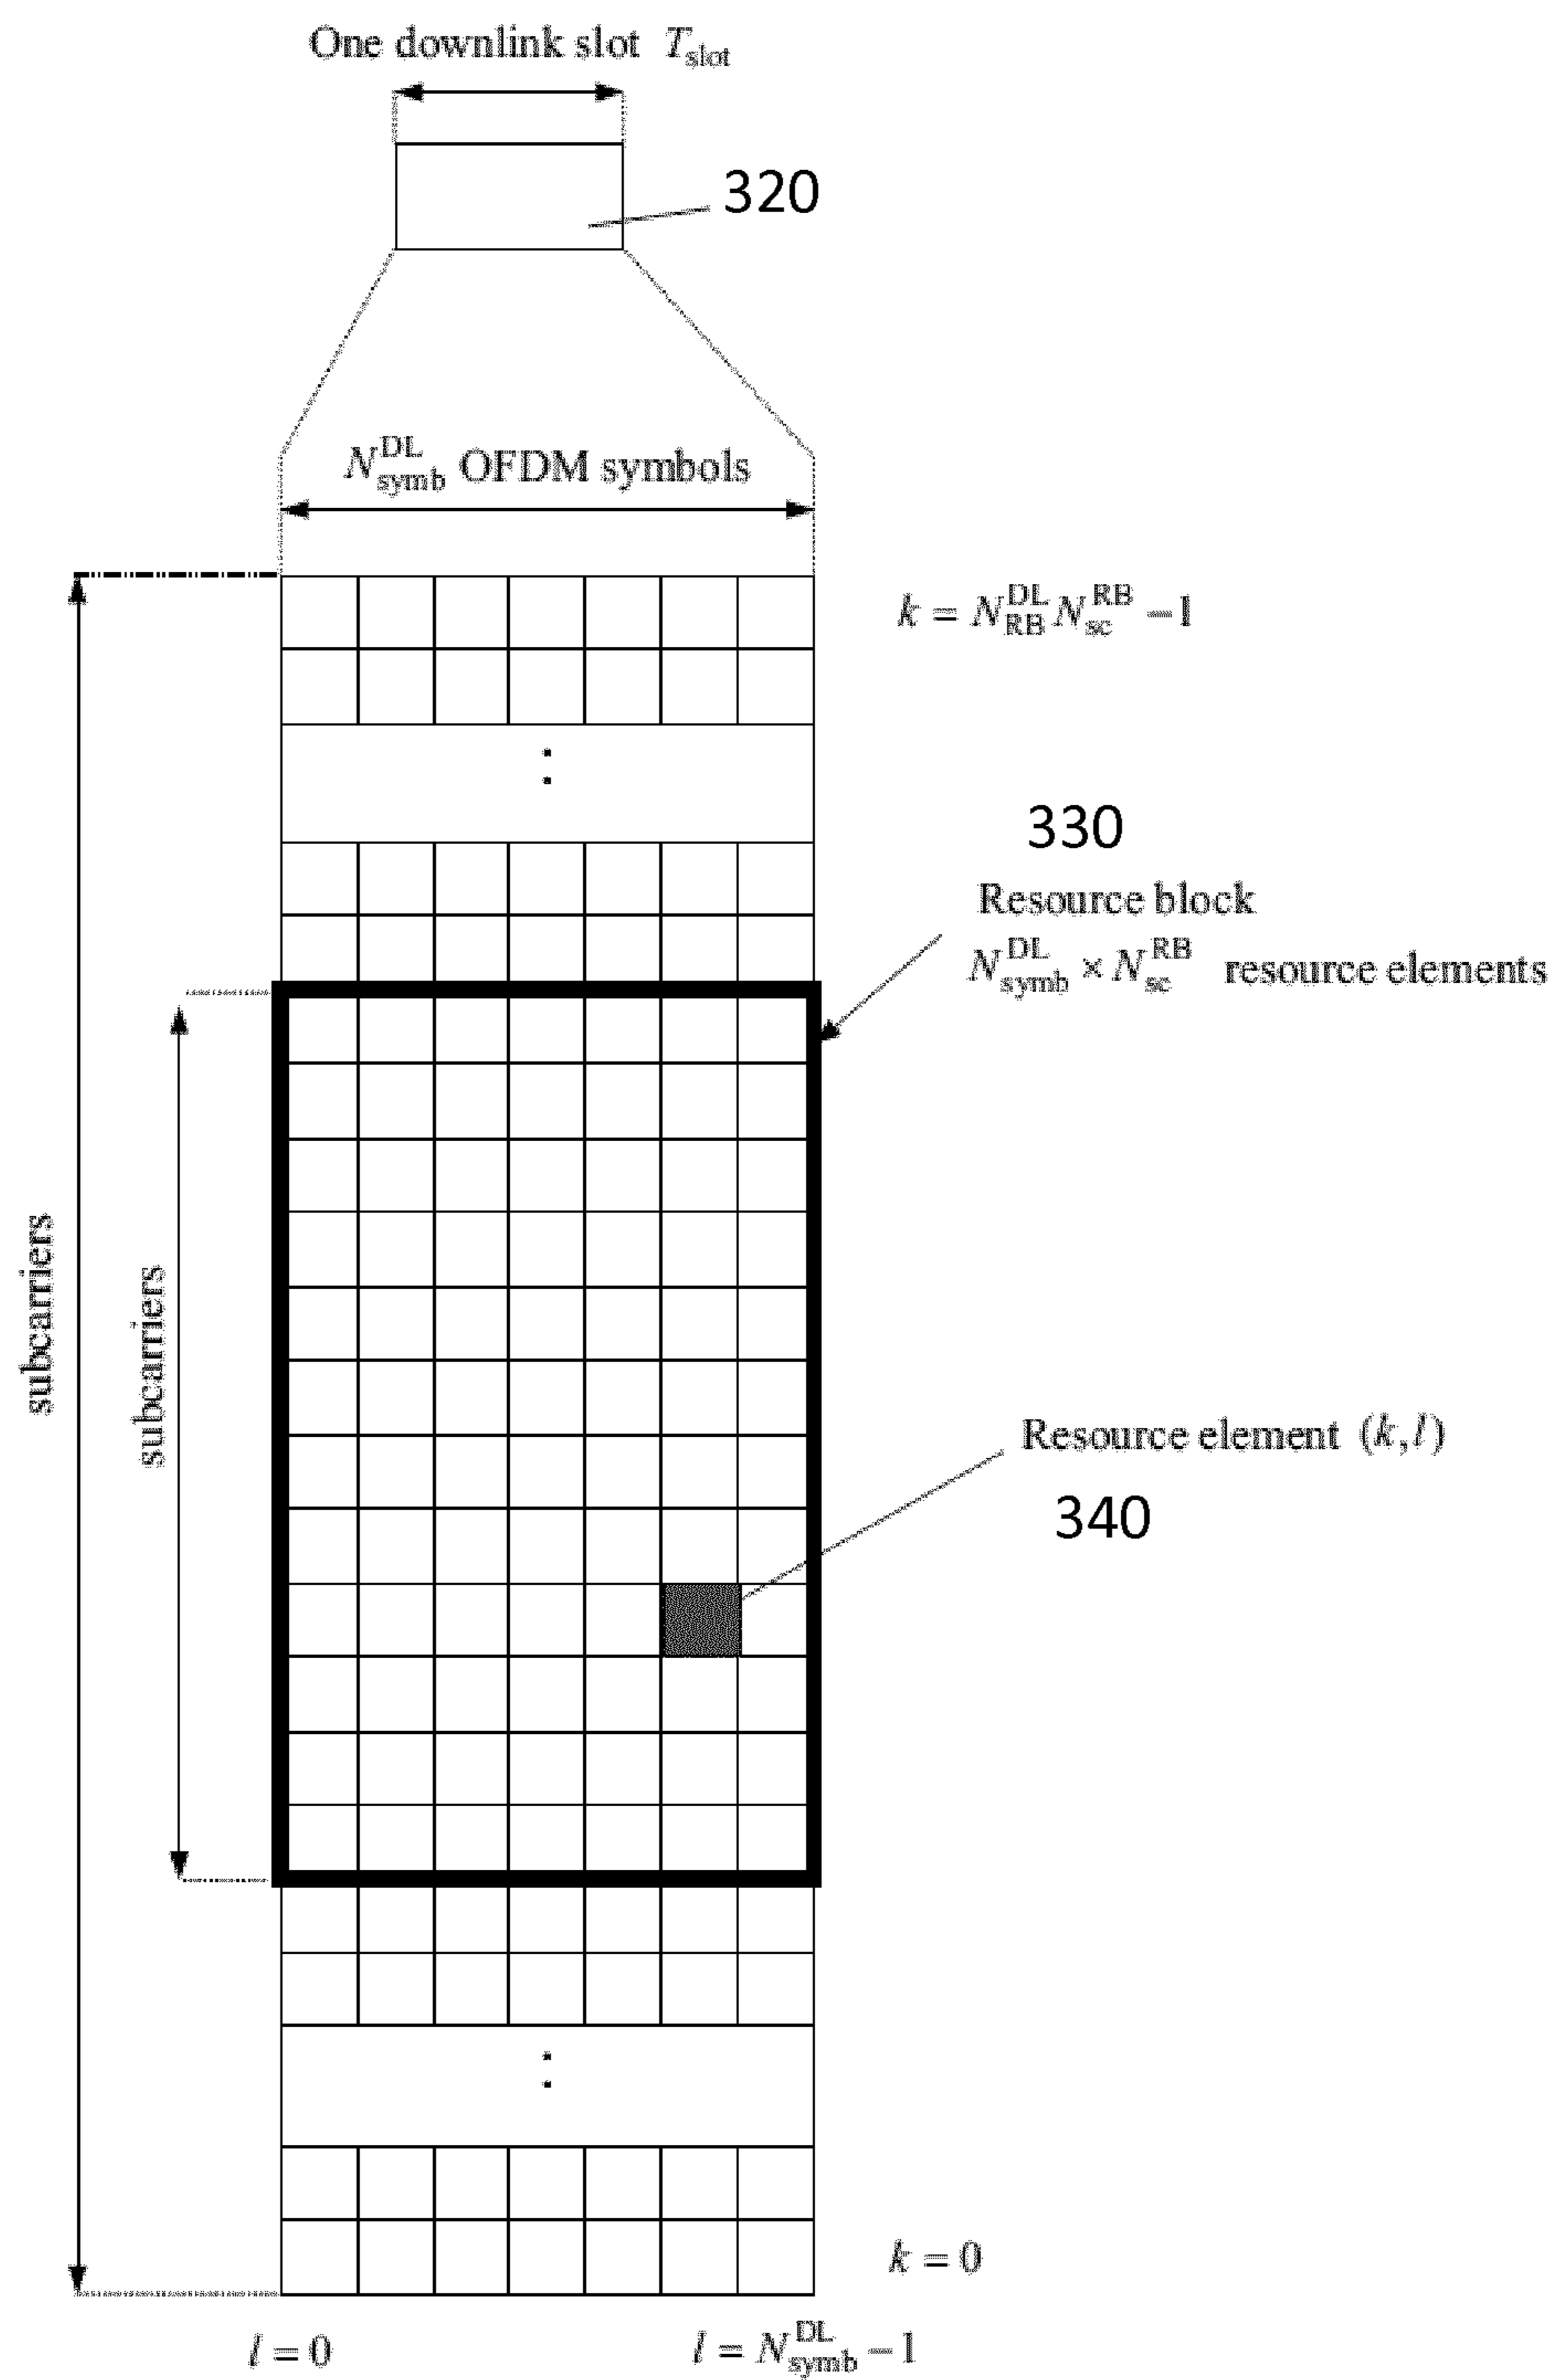 One downlink slot T_slot
320
N_symb^DL OFDM symbols
k = N_RB^DL N_sc^RB − 1
330
Resource block
N_symb^DL × N_sc^RB resource elements
subcarriers
subcarriers
Resource element (k, l)
340
k = 0
l = 0
l = N_symb^DL − 1